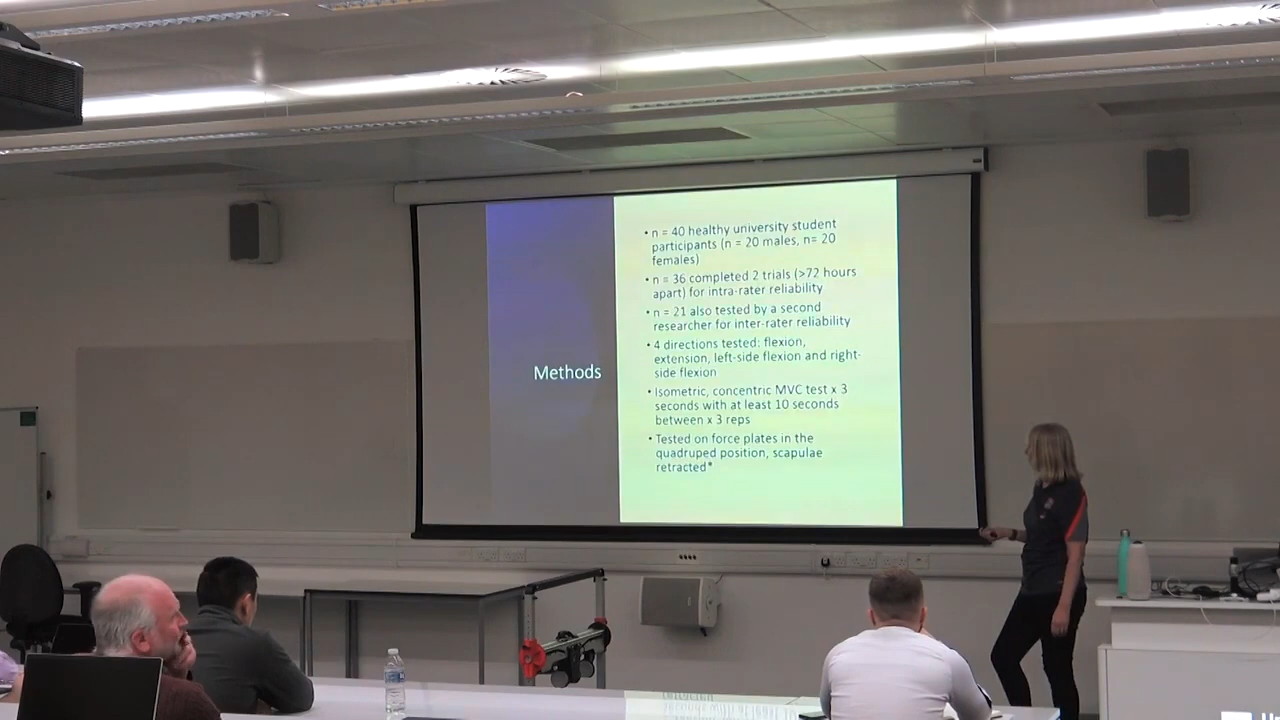 Methods
• n = 40 healthy university student
participants (n = 20 males, n= 20
females)
• n = 36 completed 2 trials (>72 hours
apart) for intra-rater reliability
• n = 21 also tested by a second
researcher for inter-rater reliability
• 4 directions tested: flexion,
extension, left-side flexion and right-
side flexion
• Isometric, concentric MVC test x 3
seconds with at least 10 seconds
between x 3 reps
• Tested on force plates in the
quadruped position, scapulae
retracted*